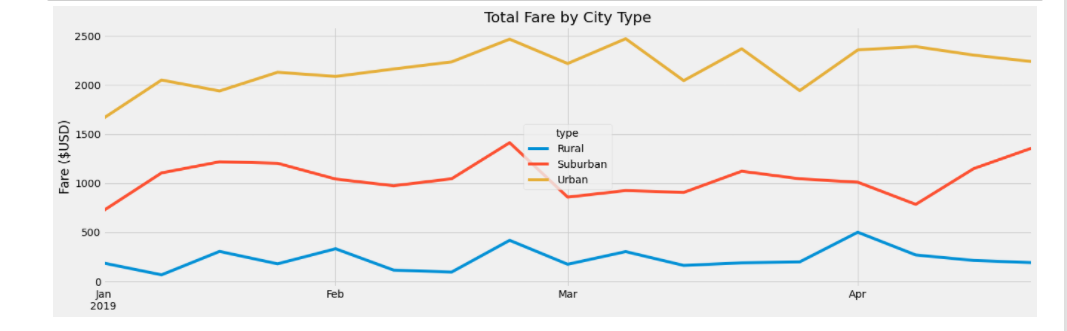 Total Fare by City Type
Fare ($USD)
2500
2000
1500
1000
500
0
type
Rural
Suburban
Urban
Jan
2019
Feb
Mar
Apr